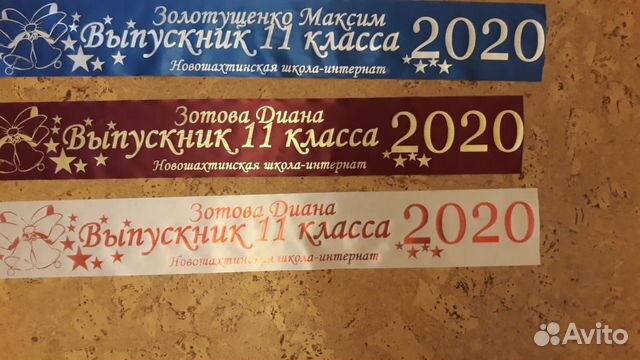 Золотущенко Максим
Выпускник 11 класса 2020
Новошахтинская школа-интернат
Зотова Диана
Выпускник 11 класса 2020
Новошахтинская школа-интернат
Зотова Диана
Выпускник 11 класса 2020
Новошахтинская школа-интернат
Avito